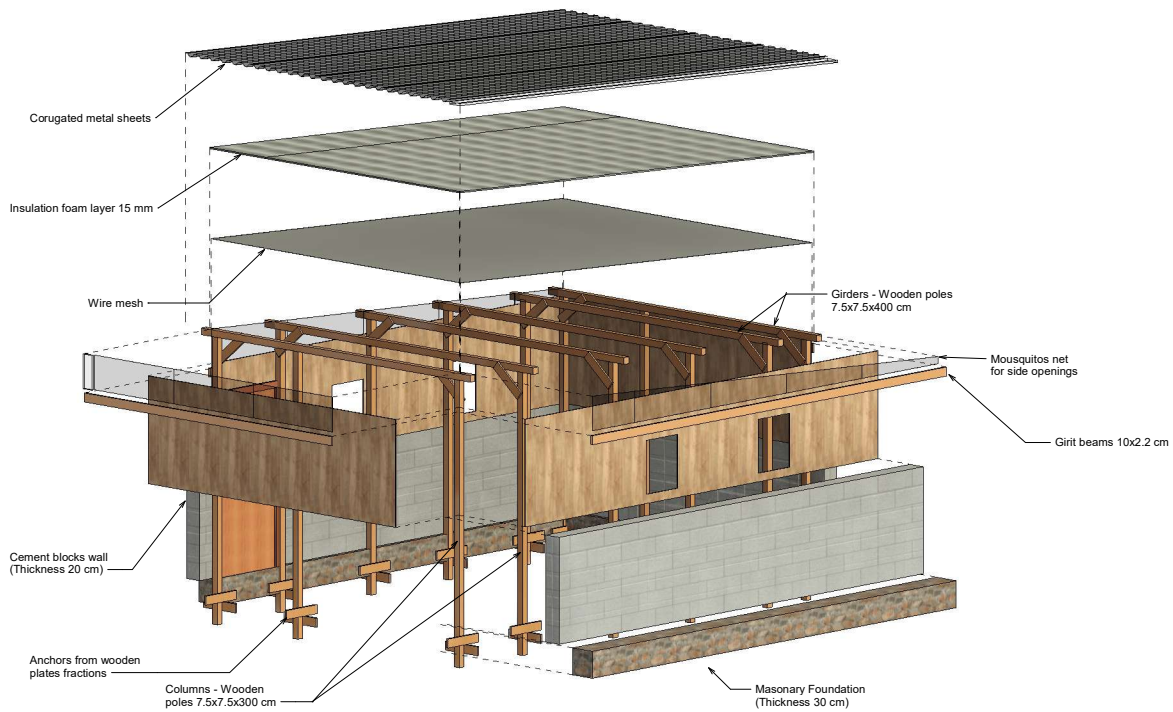 Corugated metal sheets
Insulation foam layer 15 mm
Wire mesh
Girders - Wooden poles
7.5x7.5x400 cm
Mousquitos net
for side openings
Girit beams 10x2.2 cm
Cement blocks wall
(Thickness 20 cm)
Anchors from wooden
plates fractions
Columns - Wooden
poles 7.5x7.5x300 cm
Masonary Foundation
(Thickness 30 cm)